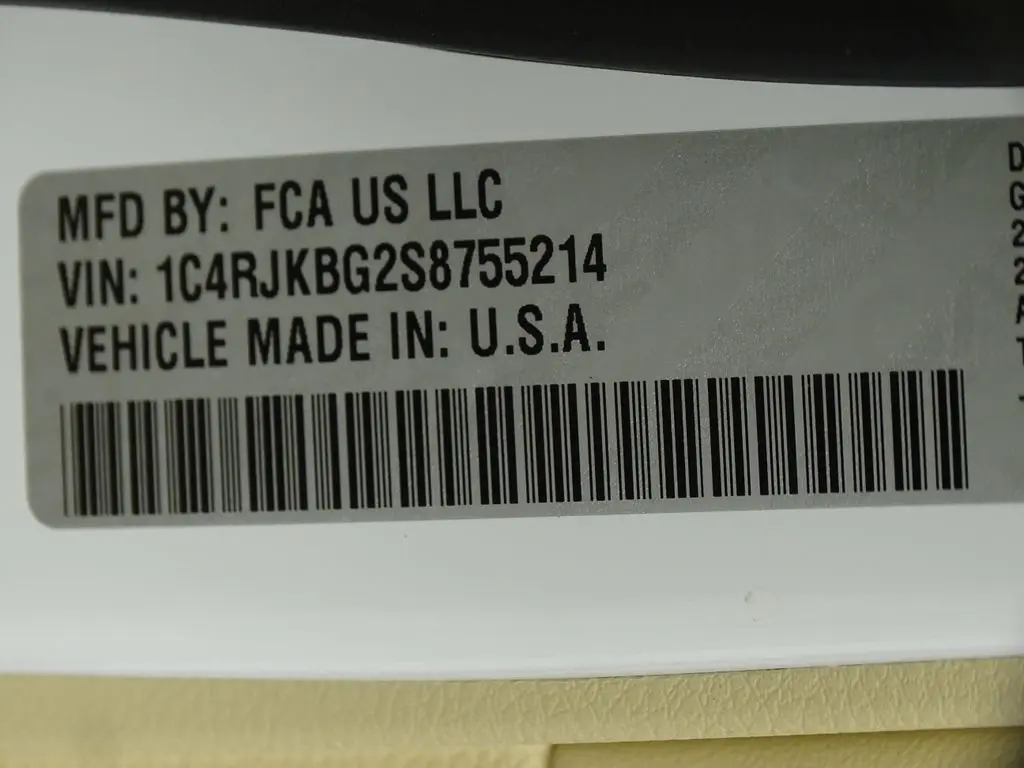 MFD BY: FCA US LLC
VIN: 1C4RJKBG2S8755214
VEHICLE MADE IN: U.S.A.